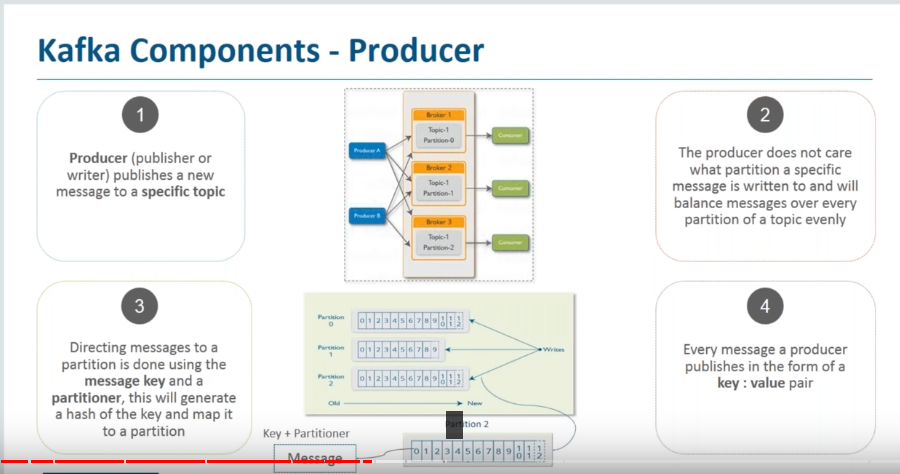 Kafka Components - Producer
1
Producer (publisher or
writer) publishes a new
message to a specific topic
Producer A
Producer B
Broker 1
Topic-1
Partition-0
Consumer
Broker 2
Topic-1
Partition-1
Consumer
Broker 3
Topic-1
Partition-2
Consumer
2
The producer does not care
what partition a specific
message is written to and will
balance messages over every
partition of a topic evenly
3
Directing messages to a
partition is done using the
message key and a
partitioner, this will generate
a hash of the key and map it
to a partition
Partition
0
0 1 2 3 4 5 6 7 8 9 10 11 12
Partition
1
0 1 2 3 4 5 6 7 8 9
Partition
2
0 1 2 3 4 5 6 7 8 9 10 11 12
Writes
Old
New
Partition 2
Key + Partitioner
Message
0 1 2 3 4 5 6 7 8 9 10 11 12
4
Every message a producer
publishes in the form of a
key : value pair